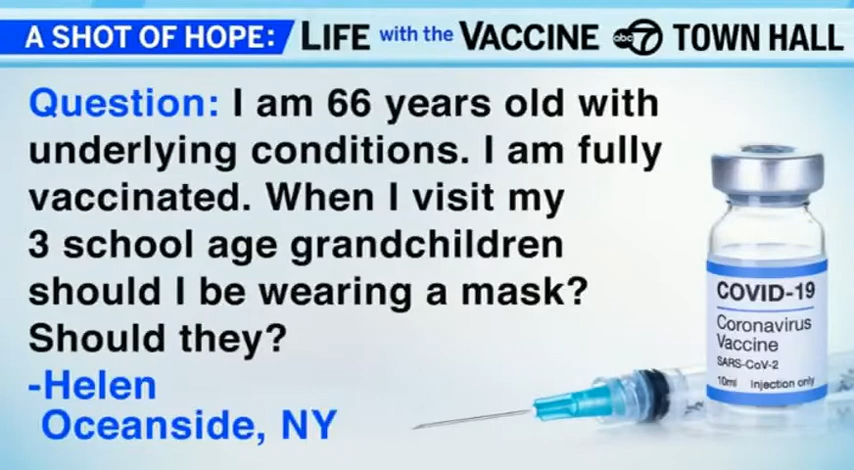 A SHOT OF HOPE: LIFE with the VACCINE abc 7 TOWN HALL
Question: I am 66 years old with
underlying conditions. I am fully
vaccinated. When I visit my
3 school age grandchildren
should I be wearing a mask?
Should they?
-Helen
Oceanside, NY
COVID-19
Coronavirus
Vaccine
SARS-CoV-2
10ml Injection only